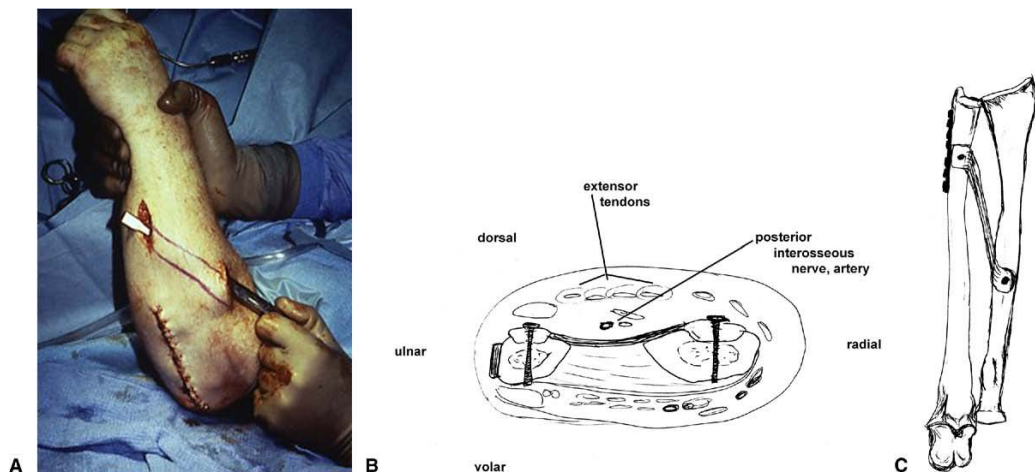 extensor
tendons
dorsal
posterior
interosseous
nerve, artery
ulnar
radial
A
B
volar
C